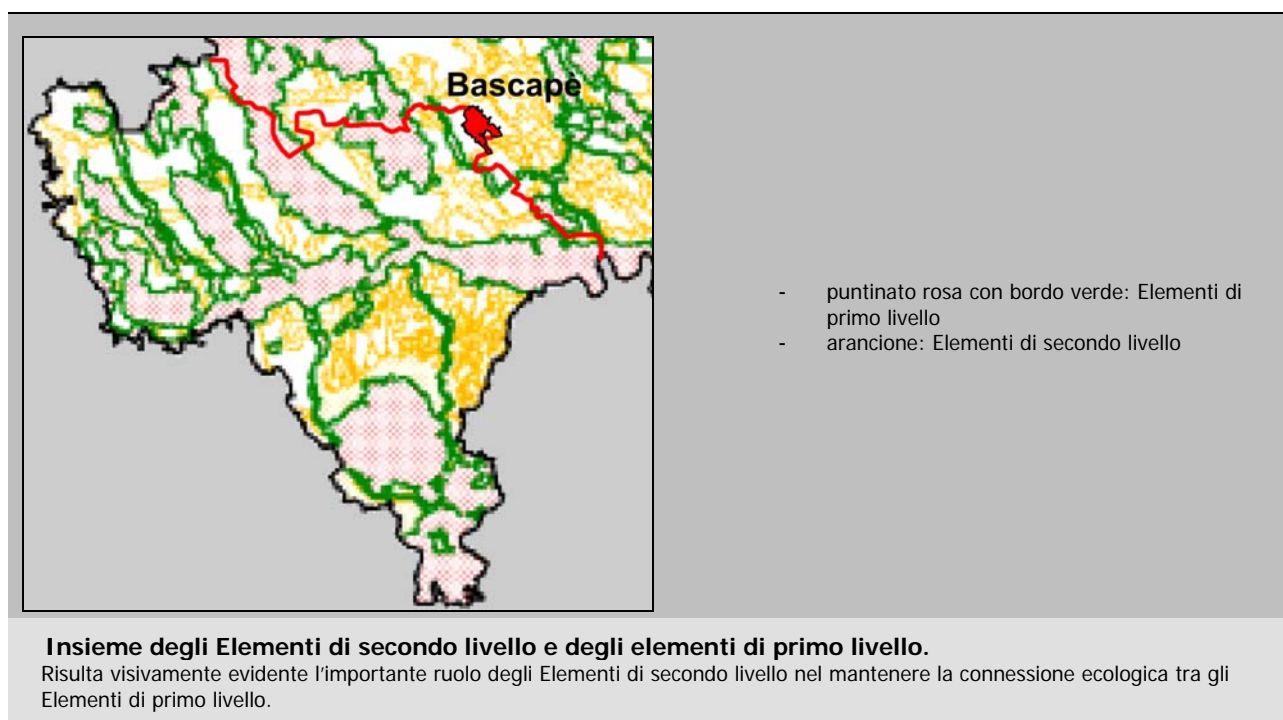 Bascapè
- puntinato rosa con bordo verde: Elementi di
primo livello
- arancione: Elementi di secondo livello
Insieme degli Elementi di secondo livello e degli elementi di primo livello.
Risulta visivamente evidente l'importante ruolo degli Elementi di secondo livello nel mantenere la connessione ecologica tra gli
Elementi di primo livello.